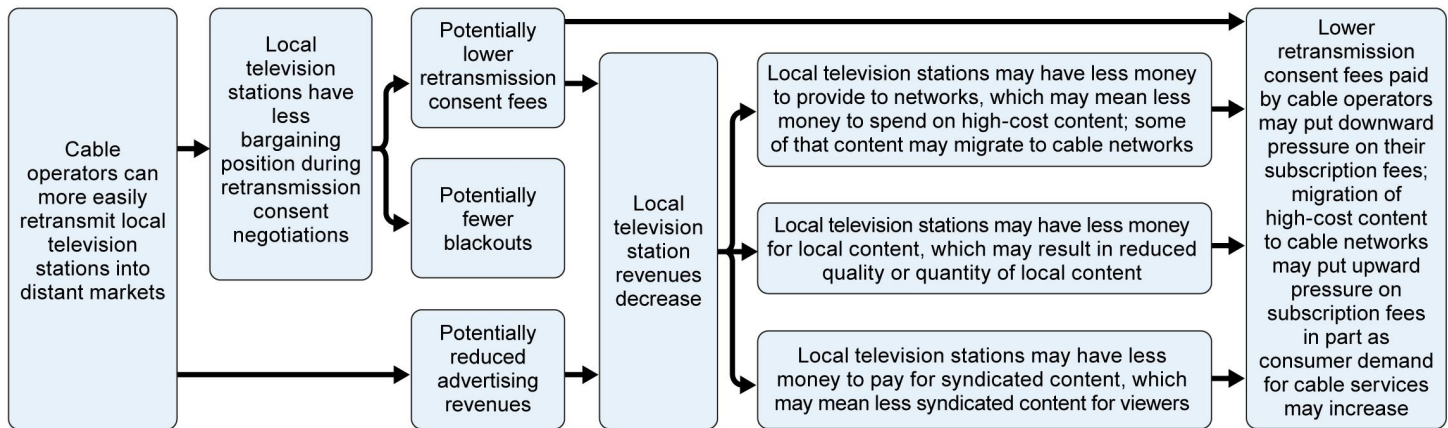 Cable
operators can
more easily
retransmit local
television
stations into
distant markets
Local
television
stations have
less
bargaining
position during
retransmission
consent
negotiations
Potentially
lower
retransmission
consent fees
Potentially
fewer
blackouts
Potentially
reduced
advertising
revenues
Local
television
station
revenues
decrease
Local television stations may have less money
to provide to networks, which may mean less
money to spend on high-cost content; some
of that content may migrate to cable networks
Local television stations may have less money
for local content, which may result in reduced
quality or quantity of local content
Local television stations may have less
money to pay for syndicated content, which
may mean less syndicated content for viewers
Lower
retransmission
consent fees paid
by cable operators
may put downward
pressure on their
subscription fees;
migration of
high-cost content
to cable networks
may put upward
pressure on
subscription fees
in part as
consumer demand
for cable services
may increase